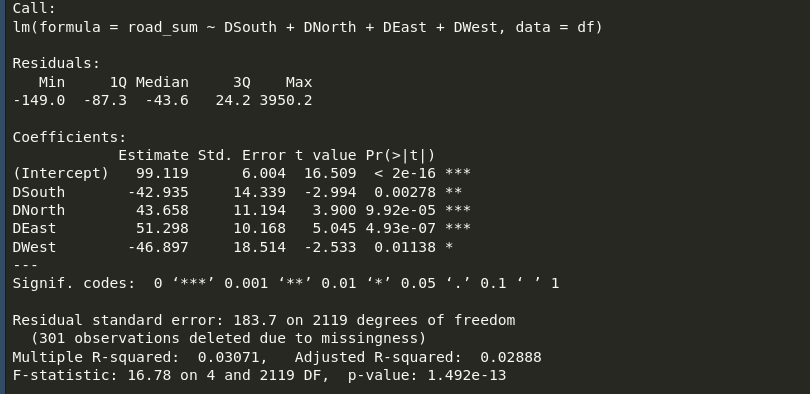 Call:
lm(formula = road_sum ~ DSouth + DNorth + DEast + DWest, data = df)

Residuals:
   Min     1Q Median     3Q    Max
-149.0  -87.3  -43.6   24.2 3950.2

Coefficients:
            Estimate Std. Error t value Pr(>|t|)
(Intercept)   99.119      6.004  16.509  < 2e-16 ***
DSouth       -42.935     14.339  -2.994  0.00278 **
DNorth        43.658     11.194   3.900 9.92e-05 ***
DEast         51.298     10.168   5.045 4.93e-07 ***
DWest        -46.897     18.514  -2.533  0.01138 *
---
Signif. codes:  0 ‘***’ 0.001 ‘**’ 0.01 ‘*’ 0.05 ‘.’ 0.1 ‘ ’ 1

Residual standard error: 183.7 on 2119 degrees of freedom
  (301 observations deleted due to missingness)
Multiple R-squared:  0.03071,	Adjusted R-squared:  0.02888
F-statistic: 16.78 on 4 and 2119 DF,  p-value: 1.492e-13